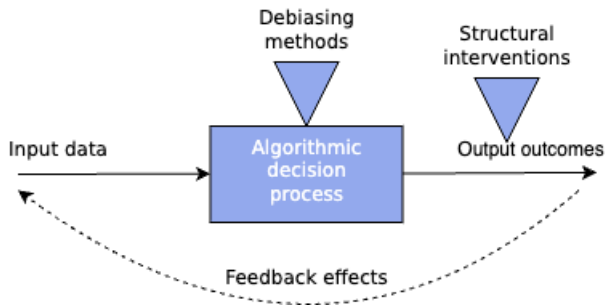 Debiasing
methods
Structural
interventions
Input data
Algorithmic
decision
process
Output outcomes
Feedback effects